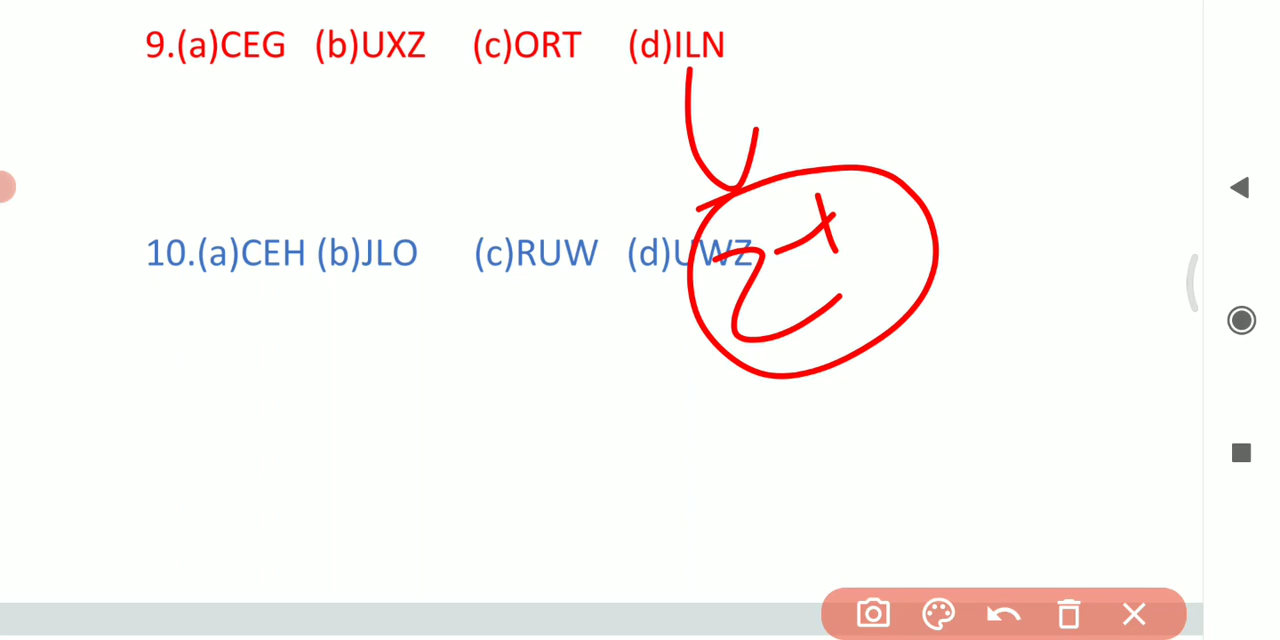 9.(a)CEG (b)UXZ (c)ORT (d)ILN
10.(a)CEH (b)JLO (c)RUW (d)UWZ